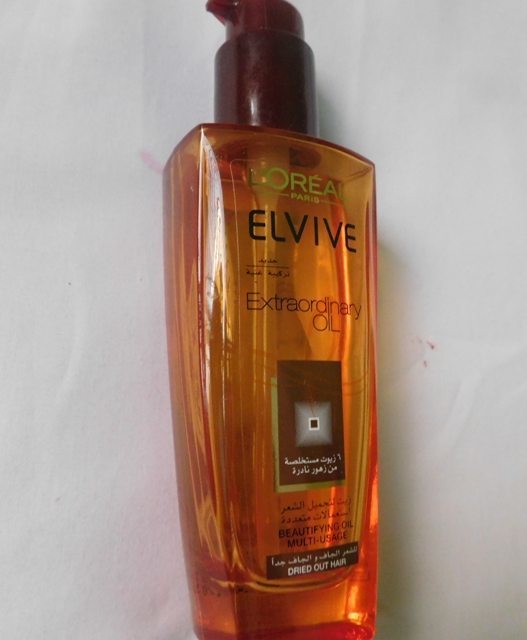 L'ORÉAL
PARIS
ELVIVE
جديد
تركيبة غنية
Extraordinary
OIL
٦ زيوت مستخلصة
من زهور نادرة
زيت لتجميل الشعر
استعمالات متعددة
BEAUTIFYING OIL
MULTI-USAGE
للشعر الجاف و الجاف جداً
DRIED OUT HAIR